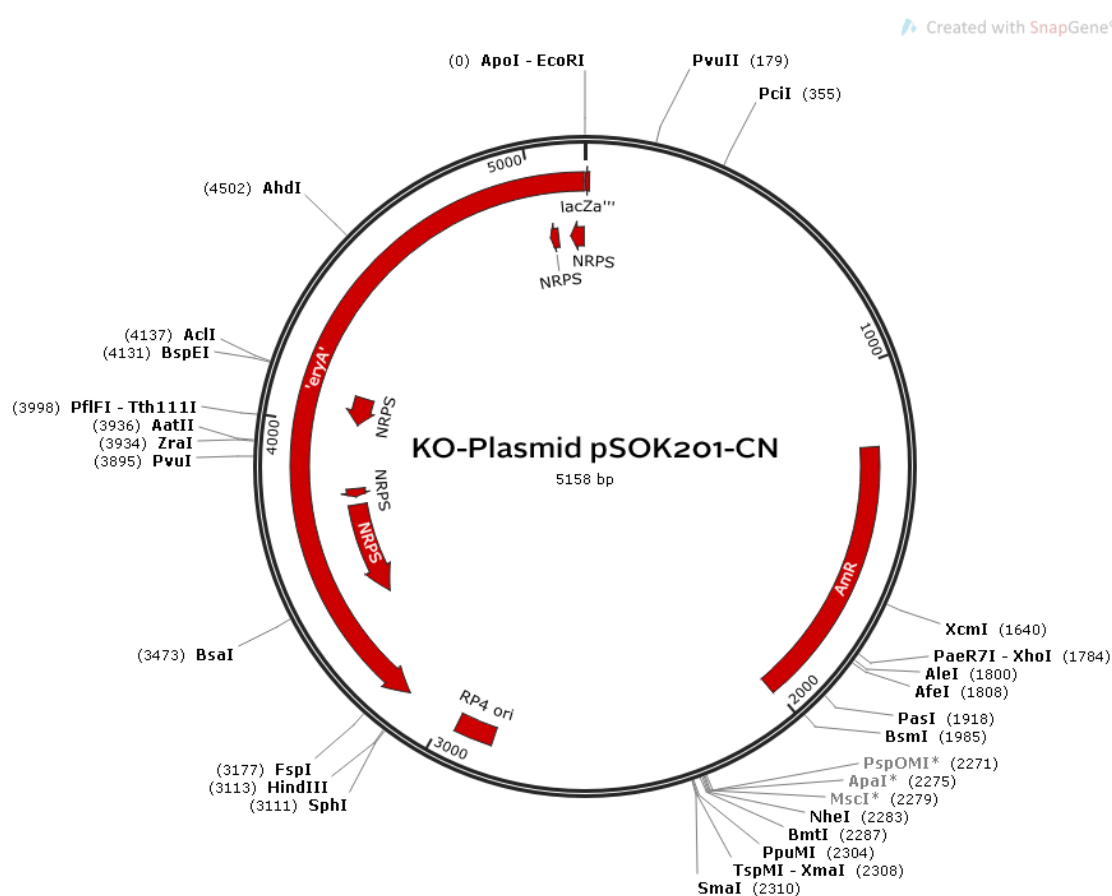 Created with SnapGene®
(0) ApoI - EcoRI
PvuII (179)
PciI (355)
5000
(4502) AhdI
lacZa'''
NRPS
NRPS
1000
(4137) AclI
(4131) BspEI
'eryA'
(3998) PflFI - Tth111I
(3936) AatII
(3934) ZraI
(3895) PvuI
4000
NRPS
KO-Plasmid pSOK201-CN
5158 bp
NRPS
NRPS
AmR
XcmI (1640)
(3473) BsaI
PaeR7I - XhoI (1784)
AleI (1800)
AfeI (1808)
2000
RP4 ori
PasI (1918)
BsmI (1985)
3000
(3177) FspI
(3113) HindIII
(3111) SphI
PspOMI* (2271)
ApaI* (2275)
MscI* (2279)
NheI (2283)
BmtI (2287)
PpuMI (2304)
TspMI - XmaI (2308)
SmaI (2310)